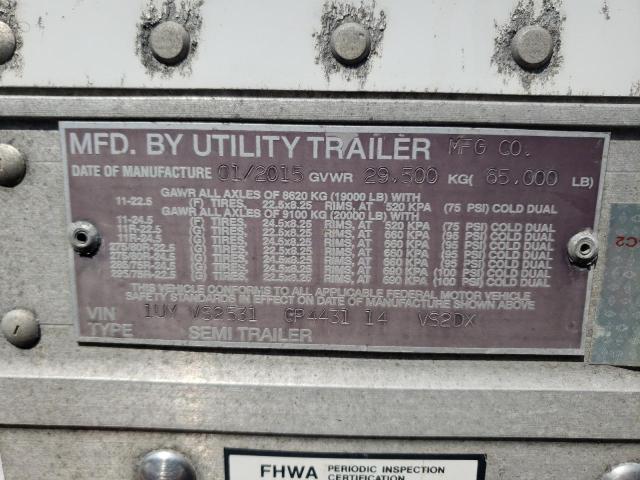 MFD. BY UTILITY TRAILER MFG CO.
DATE OF MANUFACTURE 01/2015 GVWR 29,500 KG( 65,000 LB)
GAWR ALL AXLES OF 8620 KG (19000 LB) WITH
11-22.5 (F) TIRES, 22.5x8.25 RIMS, AT 520 KPA (75 PSI) COLD DUAL
GAWR ALL AXLES OF 9100 KG (20000 LB) WITH
11-24.5 TIRES, 24.5x8.25 RIMS, AT 520 KPA (75 PSI) COLD DUAL
11R-22.5 (G) TIRES, 22.5x8.25 RIMS, AT 660 KPA (95 PSI) COLD DUAL
11R-24.5 (G) TIRES, 24.5x8.25 RIMS, AT 660 KPA (95 PSI) COLD DUAL
(G) TIRES, 22.5x8.25 RIMS, AT 660 KPA (95 PSI) COLD DUAL
(G) TIRES, 24.5x8.25 RIMS, AT 660 KPA (95 PSI) COLD DUAL
TIRES, RIMS, AT 690 KPA (100 PSI) COLD DUAL
295/75R-22.5 (G) TIRES, 22.5x8.25 RIMS, AT 690 KPA (100 PSI) COLD DUAL
THIS VEHICLE CONFORMS TO ALL APPLICABLE FEDERAL MOTOR VEHICLE
SAFETY STANDARDS IN EFFECT ON DATE OF MANUFACTURE SHOWN ABOVE
VIN 1UY VS2531 GP4431 14 VS2DX
TYPE SEMI TRAILER
FHWA PERIODIC INSPECTION
CERTIFICATION